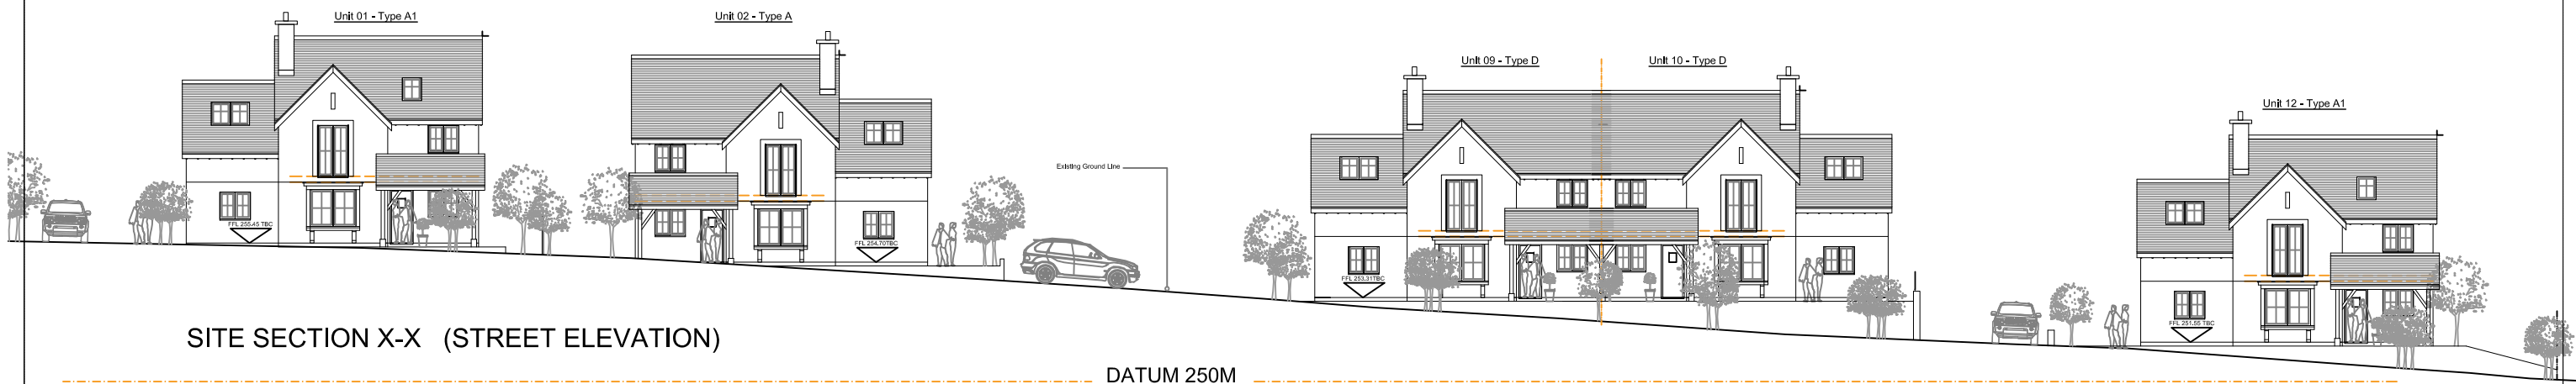 Unit 01 - Type A1
Unit 02 - Type A
Unit 09 - Type D
Unit 10 - Type D
Unit 12 - Type A1
Existing Ground Line
FFL 255.45 TBC
FFL 254.70TBC
FFL 253.31TBC
FFL 251.55 TBC
SITE SECTION X-X (STREET ELEVATION)
DATUM 250M